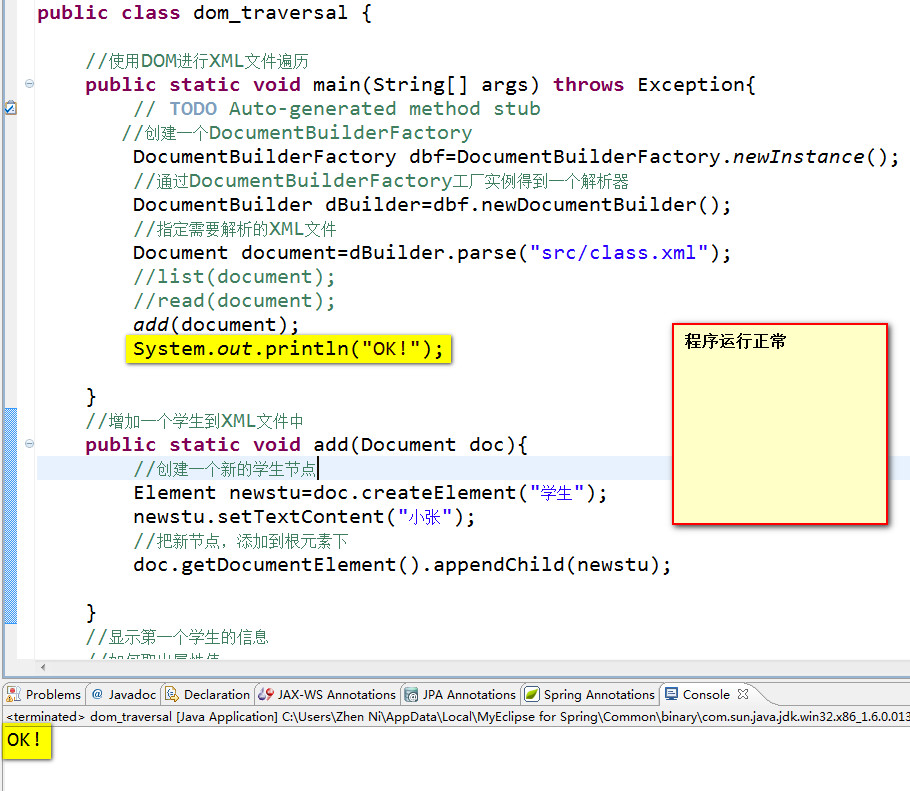 public class dom_traversal {
//使用DOM进行XML文件遍历
public static void main(String[] args) throws Exception{
// TODO Auto-generated method stub
//创建一个DocumentBuilderFactory
DocumentBuilderFactory dbf=DocumentBuilderFactory.newInstance();
//通过DocumentBuilderFactory工厂实例得到一个解析器
DocumentBuilder dBuilder=dbf.newDocumentBuilder();
//指定需要解析的XML文件
Document document=dBuilder.parse("src/class.xml");
//list(document);
//read(document);
add(document);
System.out.println("OK!");
程序运行正常
}
//增加一个学生到XML文件中
public static void add(Document doc){
//创建一个新的学生节点
Element newstu=doc.createElement("学生");
newstu.setTextContent("小张");
//把新节点，添加到根元素下
doc.getDocumentElement().appendChild(newstu);
}
//显示第一个学生的信息
//如何取出属性值
Problems @ Javadoc Declaration JAX-WS Annotations JPA Annotations Spring Annotations Console
<terminated> dom_traversal [Java Application] C:\Users\Zhen Ni\AppData\Local\MyEclipse for Spring\Common\binary\com.sun.java.jdk.win32.x86_1.6.0.013
OK!